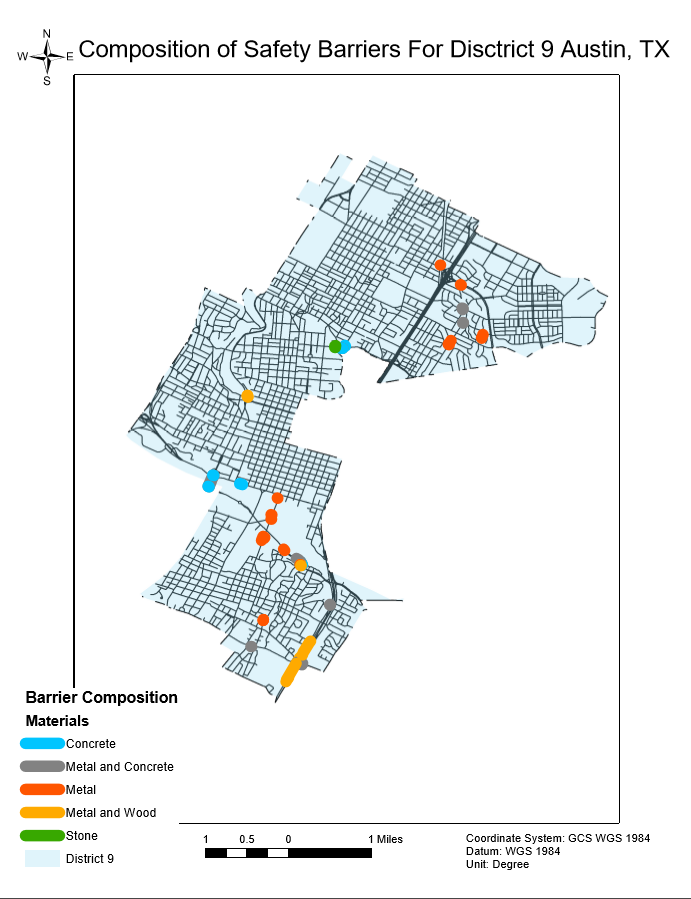 N
W E
S
Composition of Safety Barriers For Disctrict 9 Austin, TX
Barrier Composition
Materials
Concrete
Metal and Concrete
Metal
Metal and Wood
Stone
District 9
1 0.5 0 1 Miles
Coordinate System: GCS WGS 1984
Datum: WGS 1984
Unit: Degree